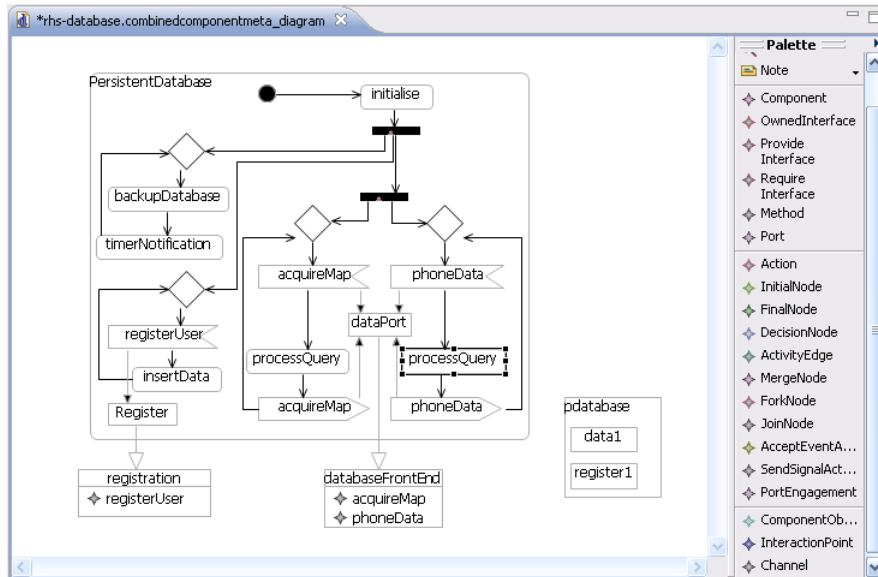 *rhs-database.combinedcomponentmeta_diagram
PersistentDatabase
initialise
backupDatabase
timerNotification
acquireMap
phoneData
dataPort
registerUser
processQuery
processQuery
insertData
Register
acquireMap
phoneData
pdatabase
data1
register1
registration
registerUser
databaseFrontEnd
acquireMap
phoneData
Palette
Note
Component
OwnedInterface
Provide
Interface
Require
Interface
Method
Port
Action
InitialNode
FinalNode
DecisionNode
ActivityEdge
MergeNode
ForkNode
JoinNode
AcceptEventA...
SendSignalAct...
PortEngagement
ComponentOb...
InteractionPoint
Channel